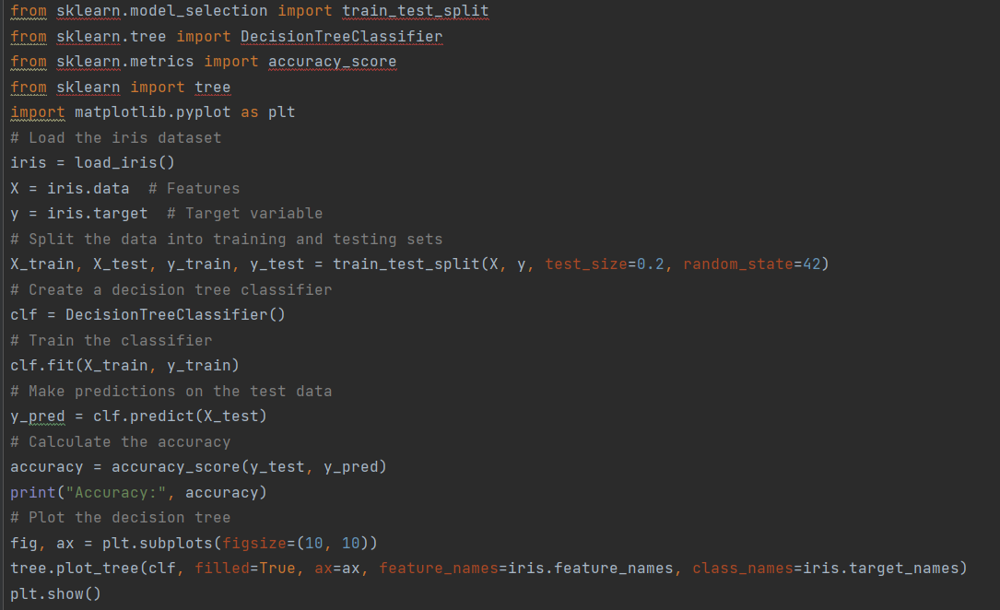 from sklearn.model_selection import train_test_split
from sklearn.tree import DecisionTreeClassifier
from sklearn.metrics import accuracy_score
from sklearn import tree
import matplotlib.pyplot as plt
# Load the iris dataset
iris = load_iris()
X = iris.data  # Features
y = iris.target  # Target variable
# Split the data into training and testing sets
X_train, X_test, y_train, y_test = train_test_split(X, y, test_size=0.2, random_state=42)
# Create a decision tree classifier
clf = DecisionTreeClassifier()
# Train the classifier
clf.fit(X_train, y_train)
# Make predictions on the test data
y_pred = clf.predict(X_test)
# Calculate the accuracy
accuracy = accuracy_score(y_test, y_pred)
print("Accuracy:", accuracy)
# Plot the decision tree
fig, ax = plt.subplots(figsize=(10, 10))
tree.plot_tree(clf, filled=True, ax=ax, feature_names=iris.feature_names, class_names=iris.target_names)
plt.show()